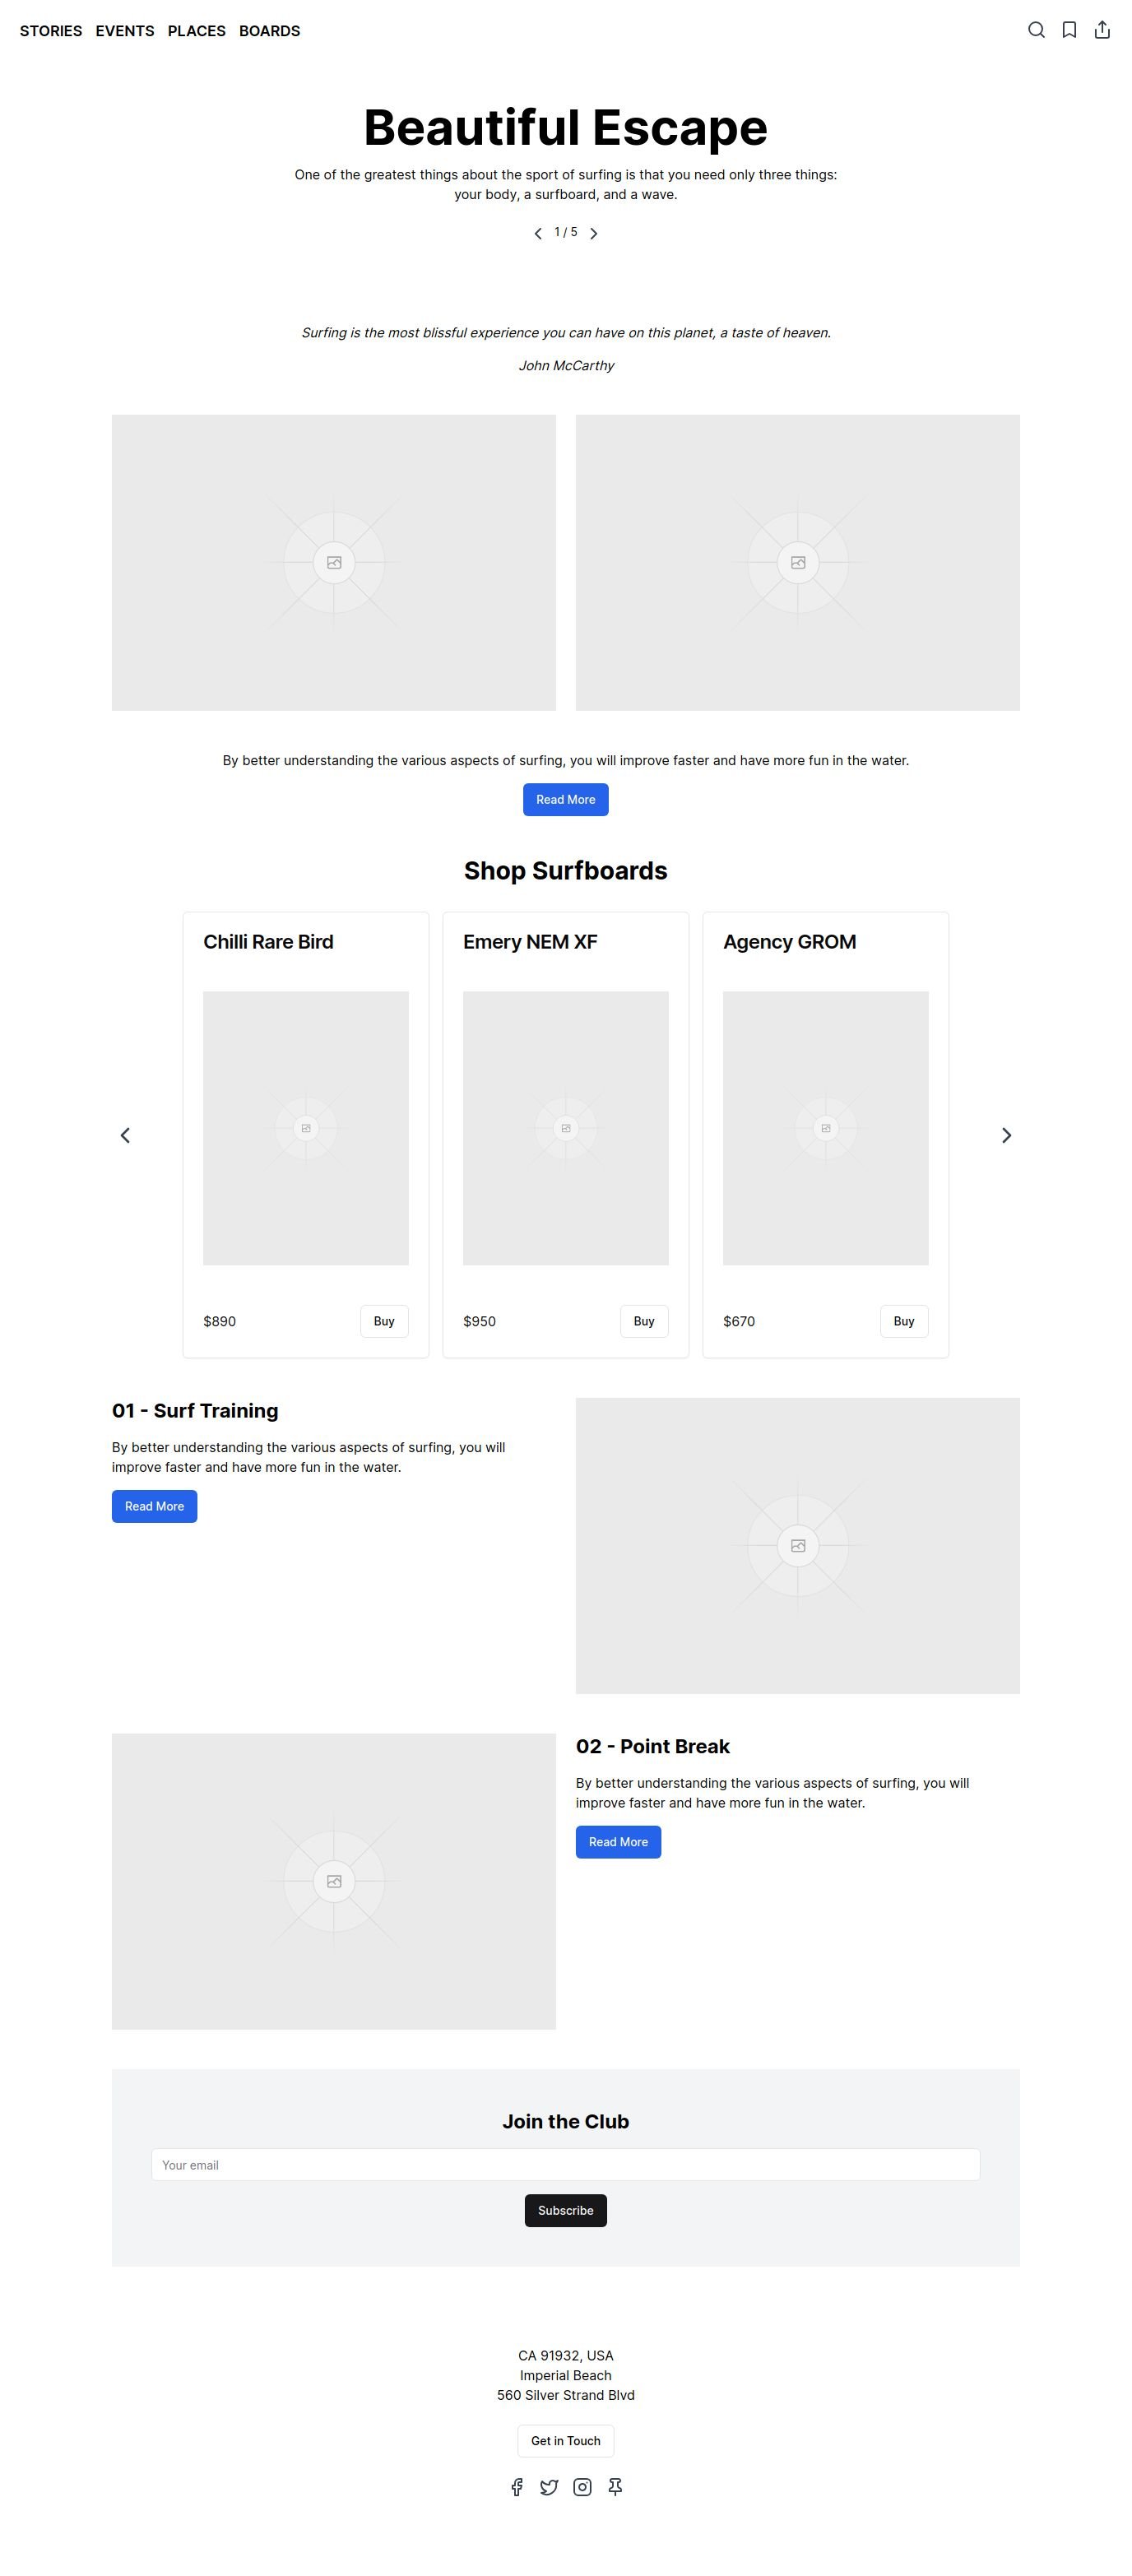 STORIES EVENTS PLACES BOARDS
Beautiful Escape
One of the greatest things about the sport of surfing is that you need only three things:
your body, a surfboard, and a wave.
1 / 5
Surfing is the most blissful experience you can have on this planet, a taste of heaven.
John McCarthy
By better understanding the various aspects of surfing, you will improve faster and have more fun in the water.
Read More
Shop Surfboards
Chilli Rare Bird
$890
Buy
Emery NEM XF
$950
Buy
Agency GROM
$670
Buy
01 - Surf Training
By better understanding the various aspects of surfing, you will
improve faster and have more fun in the water.
Read More
02 - Point Break
By better understanding the various aspects of surfing, you will
improve faster and have more fun in the water.
Read More
Join the Club
Your email
Subscribe
CA 91932, USA
Imperial Beach
560 Silver Strand Blvd
Get in Touch